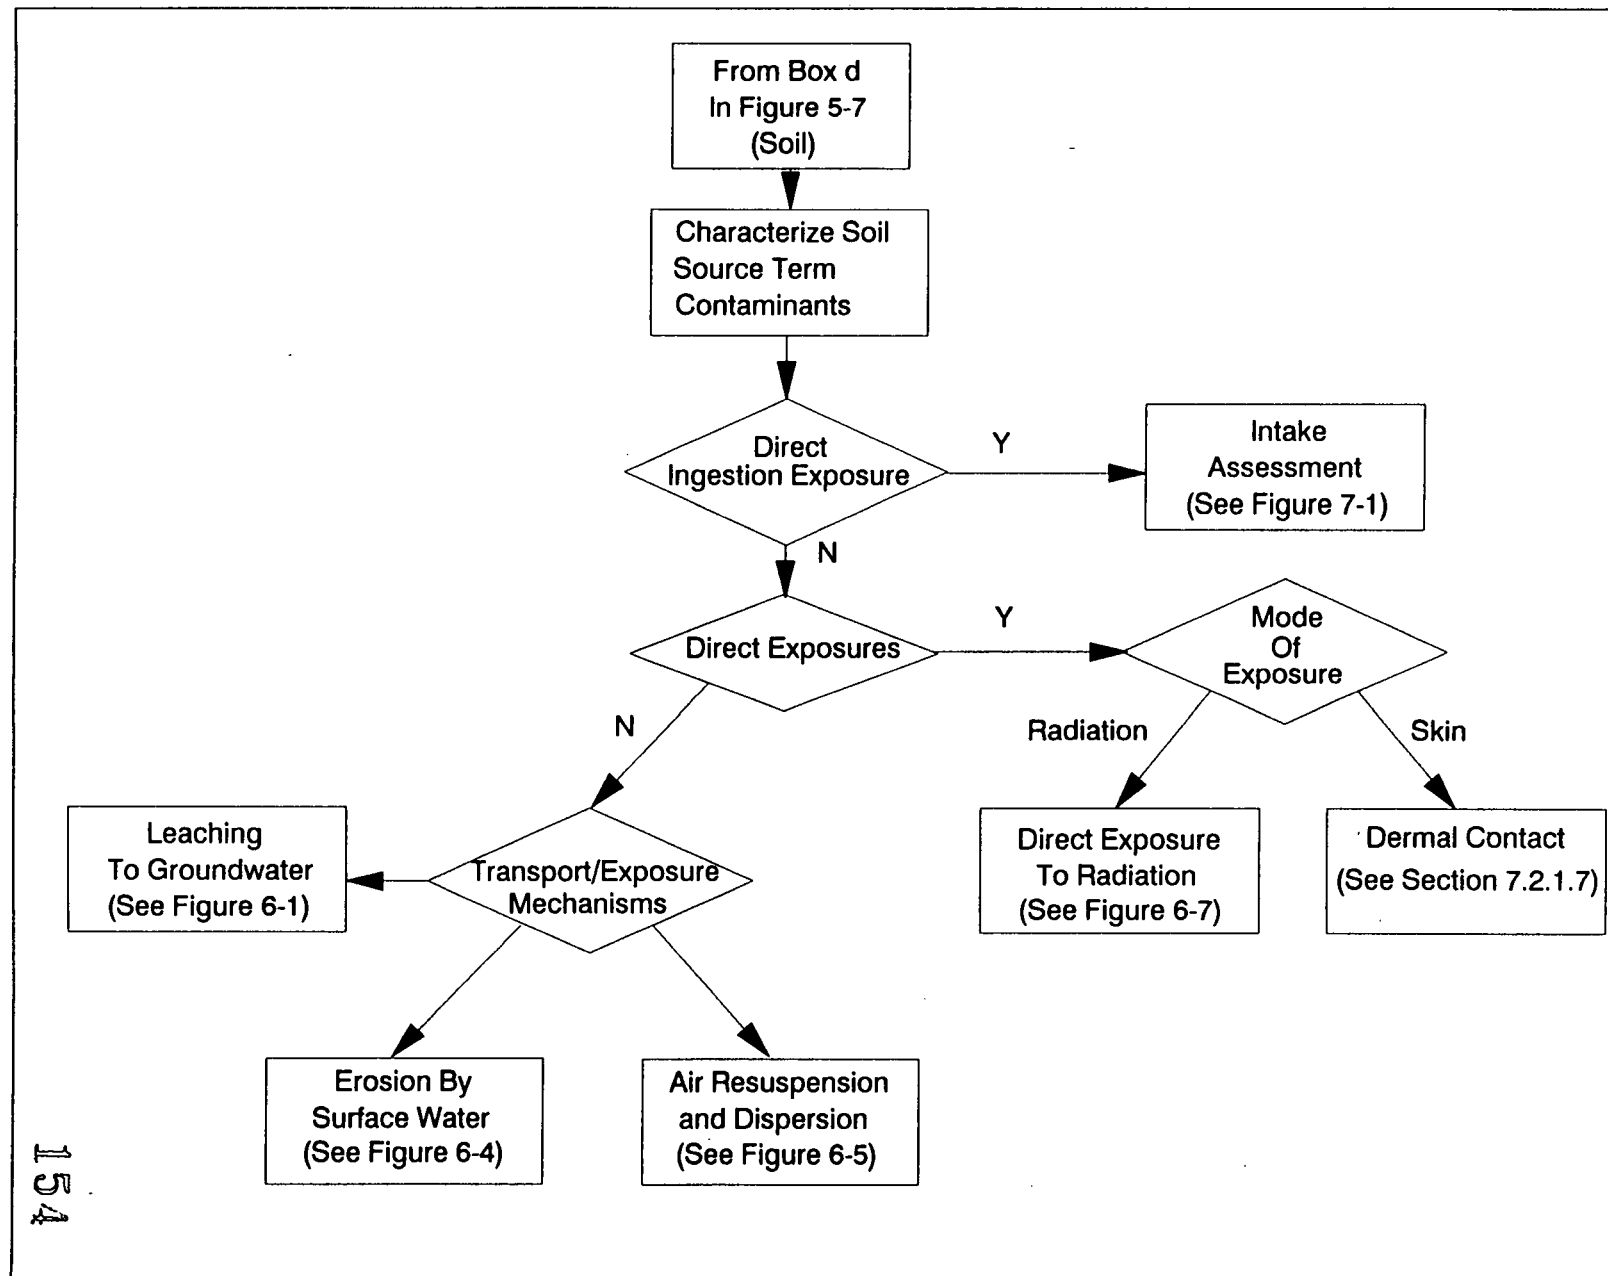 From Box d
In Figure 5-7
(Soil)
Characterize Soil
Source Term
Contaminants
Direct
Ingestion Exposure
Y
Intake
Assessment
(See Figure 7-1)
N
Direct Exposures
Y
Mode
Of
Exposure
N
Radiation
Skin
Leaching
To Groundwater
(See Figure 6-1)
Transport/Exposure
Mechanisms
Direct Exposure
To Radiation
(See Figure 6-7)
Dermal Contact
(See Section 7.2.1.7)
Erosion By
Surface Water
(See Figure 6-4)
Air Resuspension
and Dispersion
(See Figure 6-5)
154